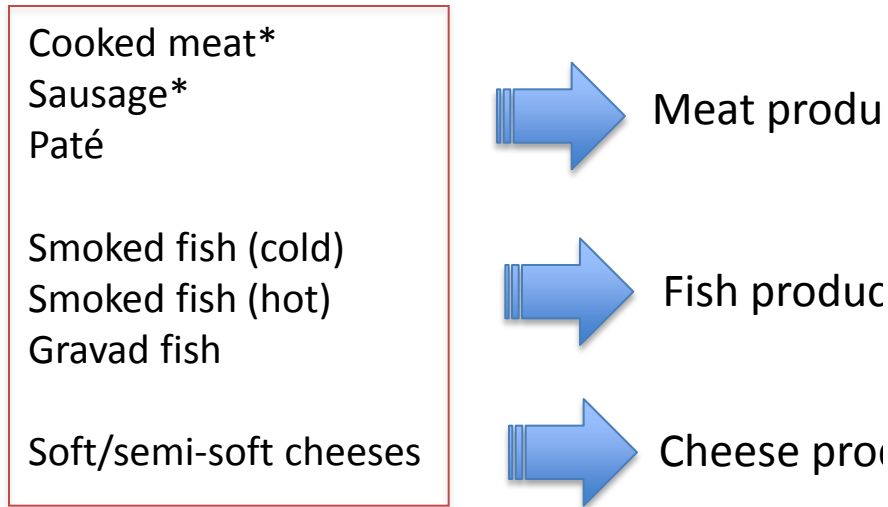 Cooked meat*
Sausage*
Paté
Meat produ
Smoked fish (cold)
Smoked fish (hot)
Gravad fish
Fish produc
Soft/semi-soft cheeses
Cheese proc